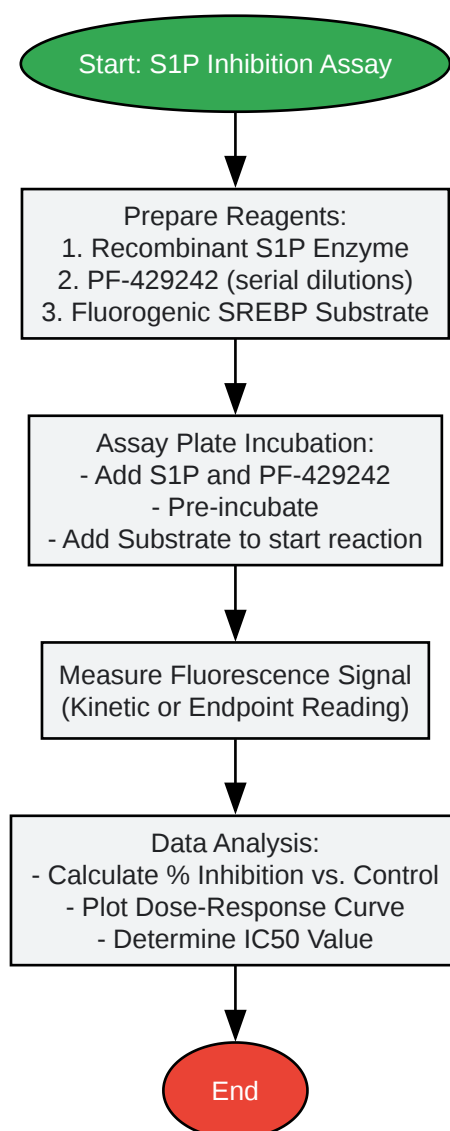 Start: S1P Inhibition Assay
Prepare Reagents:
1. Recombinant S1P Enzyme
2. PF-429242 (serial dilutions)
3. Fluorogenic SREBP Substrate
Assay Plate Incubation:
- Add S1P and PF-429242
- Pre-incubate
- Add Substrate to start reaction
Measure Fluorescence Signal
(Kinetic or Endpoint Reading)
Data Analysis:
- Calculate % Inhibition vs. Control
- Plot Dose-Response Curve
- Determine IC50 Value
End